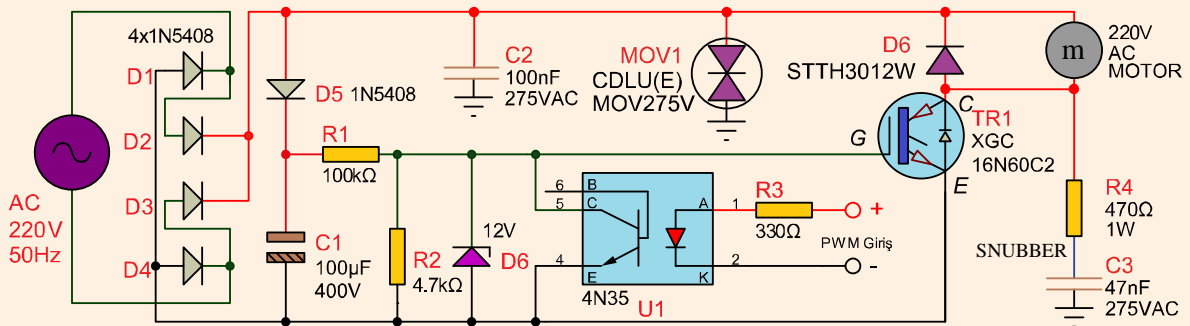 4x1N5408
D1
D2
D3
D4
AC
220V
50Hz
D5 1N5408
R1
100kΩ
C1
100µF
400V
R2
4.7kΩ
12V
D6
C2
100nF
275VAC
MOV1
CDLU(E)
MOV275V
6 B
5 C
4 E
A 1
K 2
4N35
U1
R3
330Ω
+
PWM Giriş
-
D6
STTH3012W
G
C
E
TR1
XGC
16N60C2
m
220V
AC
MOTOR
R4
470Ω
1W
SNUBBER
C3
47nF
275VAC